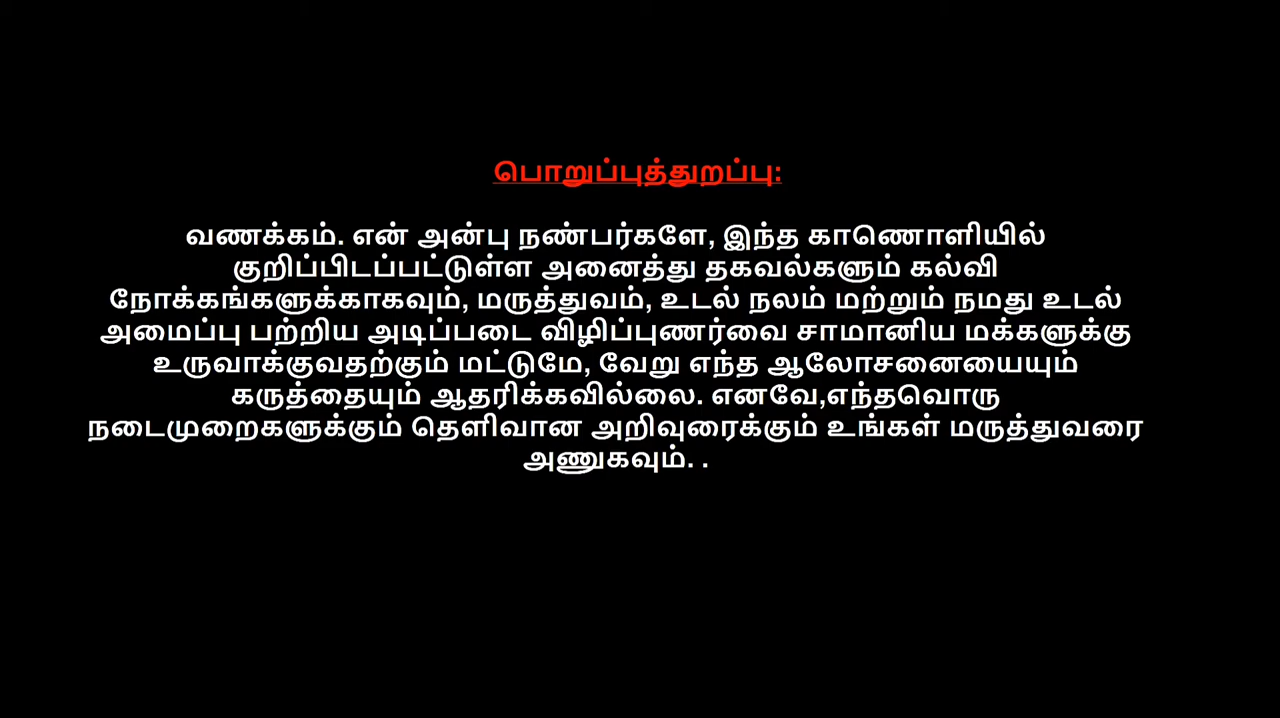 பொறுப்புத்துறப்பு:
வணக்கம். என் அன்பு நண்பர்களே, இந்த காணொளியில்
குறிப்பிடப்பட்டுள்ள அனைத்து தகவல்களும் கல்வி
நோக்கங்களுக்காகவும், மருத்துவம், உடல் நலம் மற்றும் நமது உடல்
அமைப்பு பற்றிய அடிப்படை விழிப்புணர்வை சாமானிய மக்களுக்கு
உருவாக்குவதற்கும் மட்டுமே, வேறு எந்த ஆலோசனையையும்
கருத்தையும் ஆதரிக்கவில்லை. எனவே,எந்தவொரு
நடைமுறைகளுக்கும் தெளிவான அறிவுரைக்கும் உங்கள் மருத்துவரை
அணுகவும். .